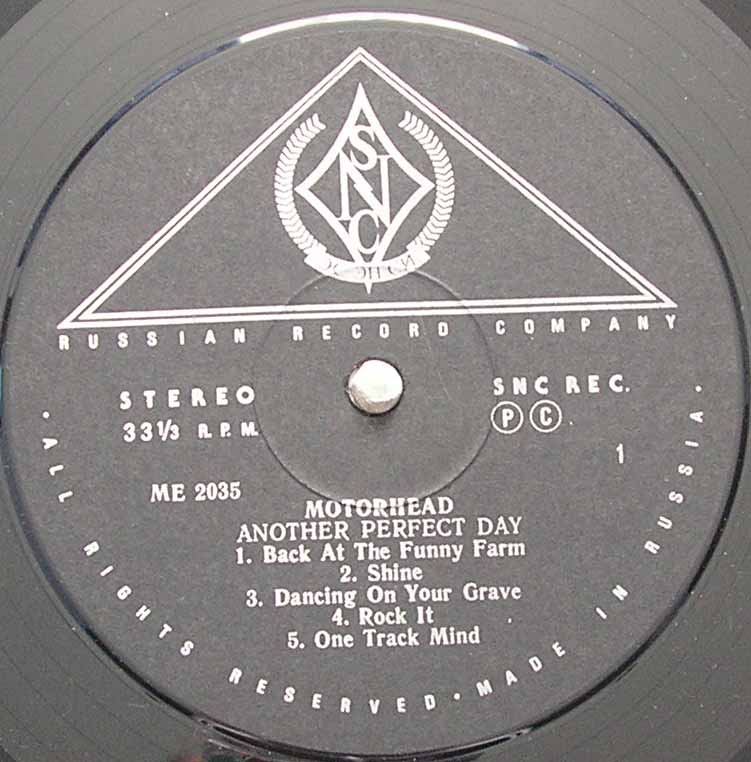 SNC
RUSSIAN RECORD COMPANY
STEREO
33⅓ R.P.M.
SNC REC.
Ⓟ Ⓒ
1
ME 2035
MOTORHEAD
ANOTHER PERFECT DAY
1. Back At The Funny Farm
2. Shine
3. Dancing On Your Grave
4. Rock It
5. One Track Mind
· ALL RIGHTS RESERVED · MADE IN RUSSIA ·